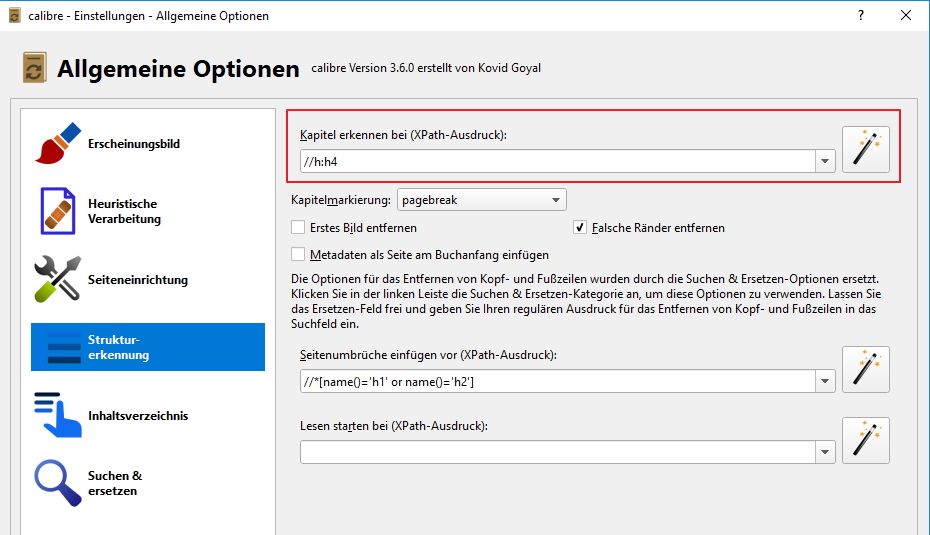 calibre - Einstellungen - Allgemeine Optionen
?
Allgemeine Optionen calibre Version 3.6.0 erstellt von Kovid Goyal
Erscheinungsbild
Heuristische
Verarbeitung
Seiteneinrichtung
Struktur-
erkennung
Inhaltsverzeichnis
Suchen &
ersetzen
Kapitel erkennen bei (XPath-Ausdruck):
//h:h4
Kapitelmarkierung: pagebreak
Erstes Bild entfernen Falsche Ränder entfernen
Metadaten als Seite am Buchanfang einfügen
Die Optionen für das Entfernen von Kopf- und Fußzeilen wurden durch die Suchen & Ersetzen-Optionen ersetzt.
Klicken Sie in der linken Leiste die Suchen & Ersetzen-Kategorie an, um diese Optionen zu verwenden. Lassen Sie
das Ersetzen-Feld frei und geben Sie Ihren regulären Ausdruck für das Entfernen von Kopf- und Fußzeilen in das
Suchfeld ein.
Seitenumbrüche einfügen vor (XPath-Ausdruck):
//*[name()='h1' or name()='h2']
Lesen starten bei (XPath-Ausdruck):